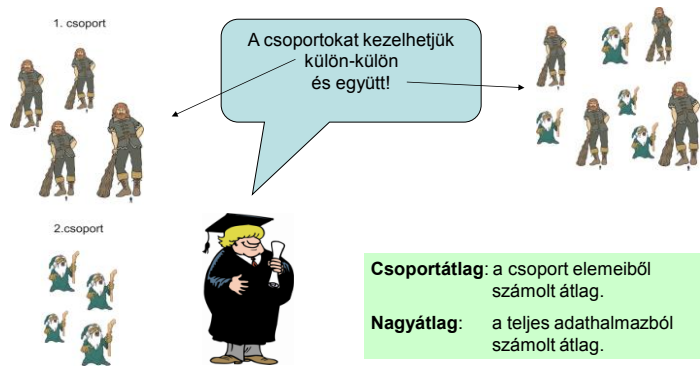 1. csoport
A csoportokat kezelhetjük
külön-külön
és együtt!
2.csoport
Csoportátlag: a csoport elemeiből
számolt átlag.
Nagyátlag: a teljes adathalmazból
számolt átlag.